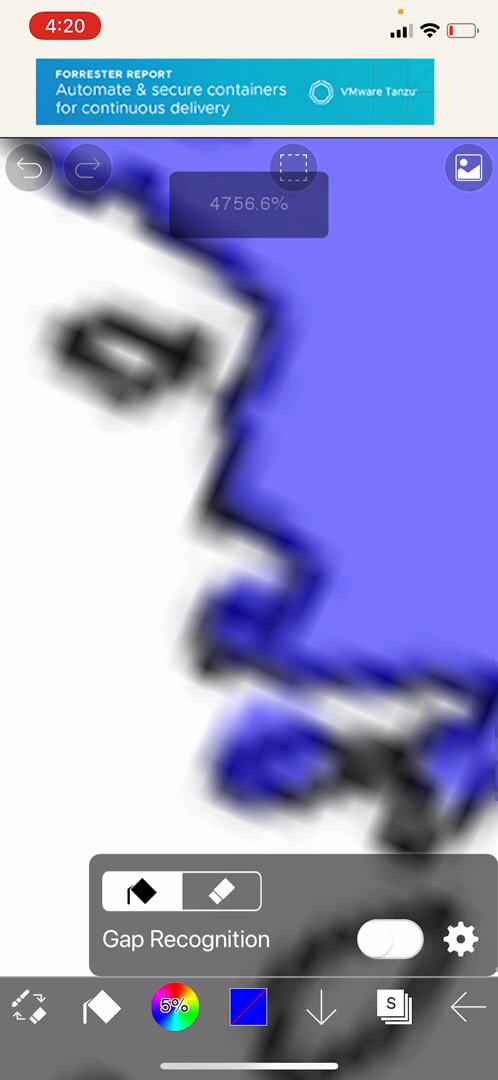 4:20
FORRESTER REPORT
Automate & secure containers
for continuous delivery
VMware Tanzu
4756.6%
Gap Recognition
5%
S